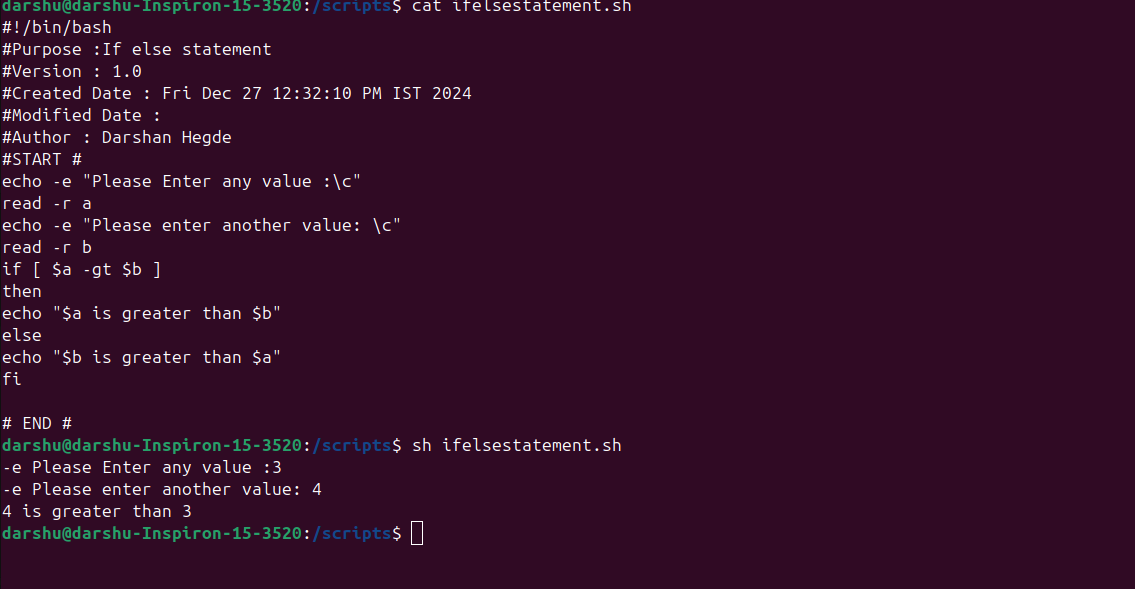 darshu@darshu-Inspiron-15-3520:/scripts$ cat ifelsestatement.sh
#!/bin/bash
#Purpose :If else statement
#Version : 1.0
#Created Date : Fri Dec 27 12:32:10 PM IST 2024
#Modified Date :
#Author : Darshan Hegde
#START #
echo -e "Please Enter any value :\c"
read -r a
echo -e "Please enter another value: \c"
read -r b
if [ $a -gt $b ]
then
echo "$a is greater than $b"
else
echo "$b is greater than $a"
fi

# END #
darshu@darshu-Inspiron-15-3520:/scripts$ sh ifelsestatement.sh
-e Please Enter any value :3
-e Please enter another value: 4
4 is greater than 3
darshu@darshu-Inspiron-15-3520:/scripts$